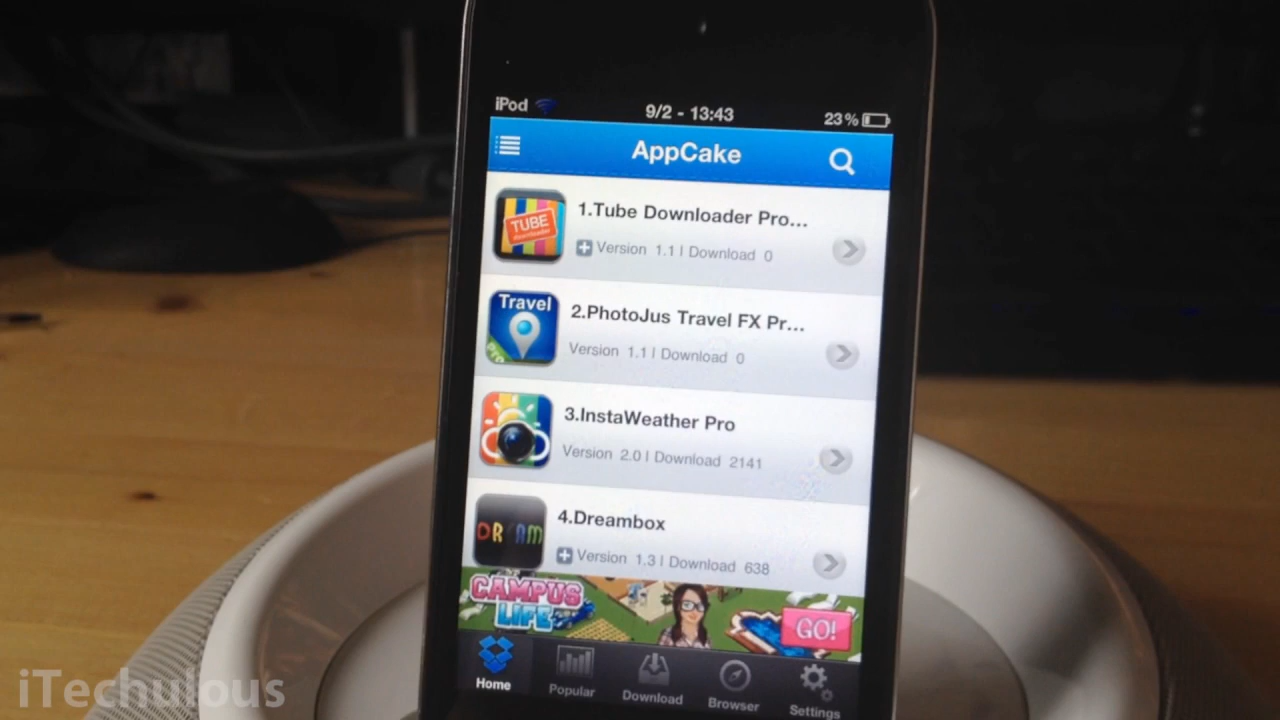 iPod 9/2 - 13:43 23%
AppCake
TUBE
downloader
1.Tube Downloader Pro...
Version 1.1 | Download 0
Travel
pro
2.PhotoJus Travel FX Pr...
Version 1.1 | Download 0
3.InstaWeather Pro
Version 2.0 | Download 2141
DREAM
4.Dreambox
Version 1.3 | Download 638
CAMPUS
LIFE
GO!
Home Popular Download Browser Settings
iTechulous